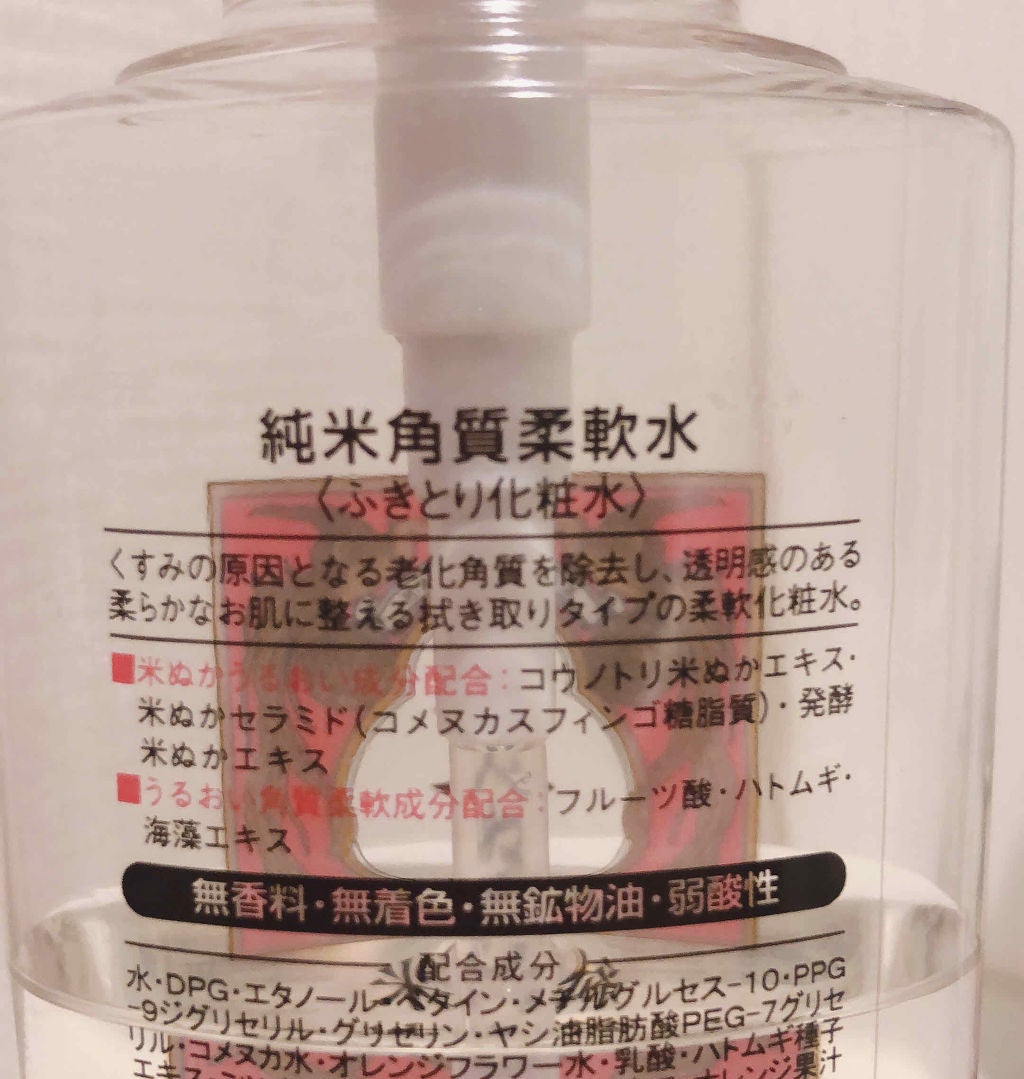 純米角質柔軟水
〈ふきとり化粧水〉
くすみの原因となる老化角質を除去し、透明感のある
柔らかなお肌に整える拭き取りタイプの柔軟化粧水。
■米ぬかうるおい成分配合：コウノトリ米ぬかエキス・
米ぬかセラミド（コメヌカスフィンゴ糖脂質）・発酵
米ぬかエキス
■うるおい角質柔軟成分配合：フルーツ酸・ハトムギ・
海藻エキス
無香料・無着色・無鉱物油・弱酸性
配合成分
水・DPG・エタノール・ベタイン・メチルグルセス-10・PPG
-9ジグリセリル・グリセリン・ヤシ油脂肪酸PEG-7グリセ
リル・コメヌカ水・オレンジフラワー水・乳酸・ハトムギ種子
エキス・オレンジ果汁